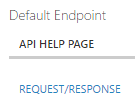 Default Endpoint
API HELP PAGE
REQUEST/RESPONSE